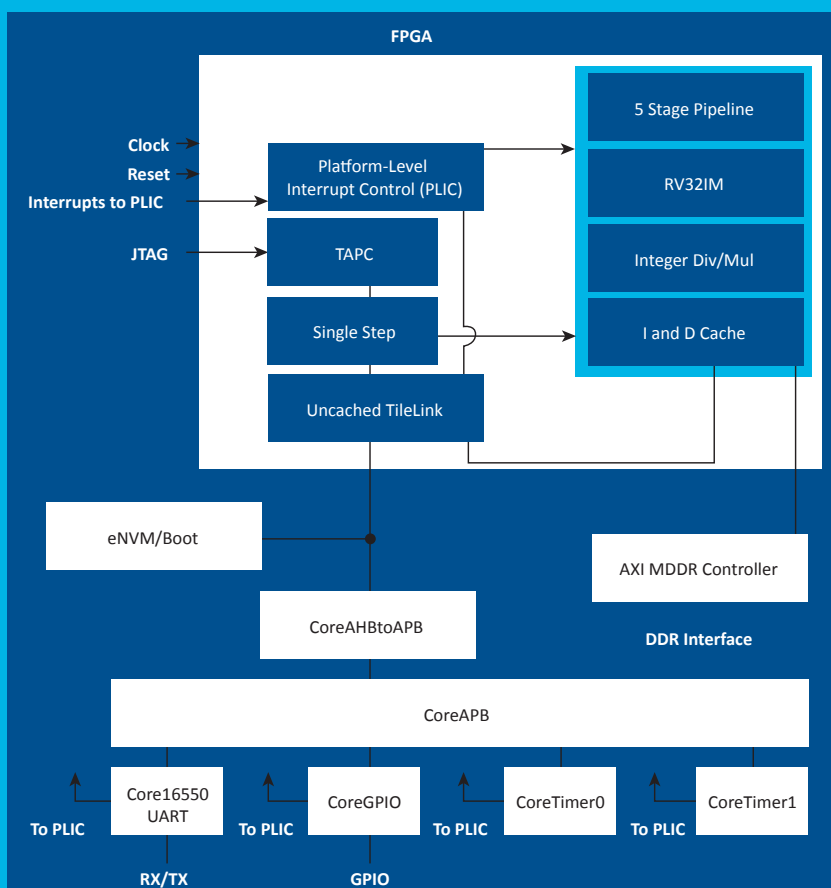 FPGA
5 Stage Pipeline
Clock
Platform-Level
Interrupt Control (PLIC)
Reset
RV32IM
Interrupts to PLIC
JTAG
TAPC
Integer Div/Mul
Single Step
I and D Cache
Uncached TileLink
eNVM/Boot
AXI MDDR Controller
CoreAHBtoAPB
DDR Interface
CoreAPB
Core16550
UART
CoreGPIO
CoreTimer0
CoreTimer1
To PLIC
To PLIC
To PLIC
To PLIC
RX/TX
GPIO